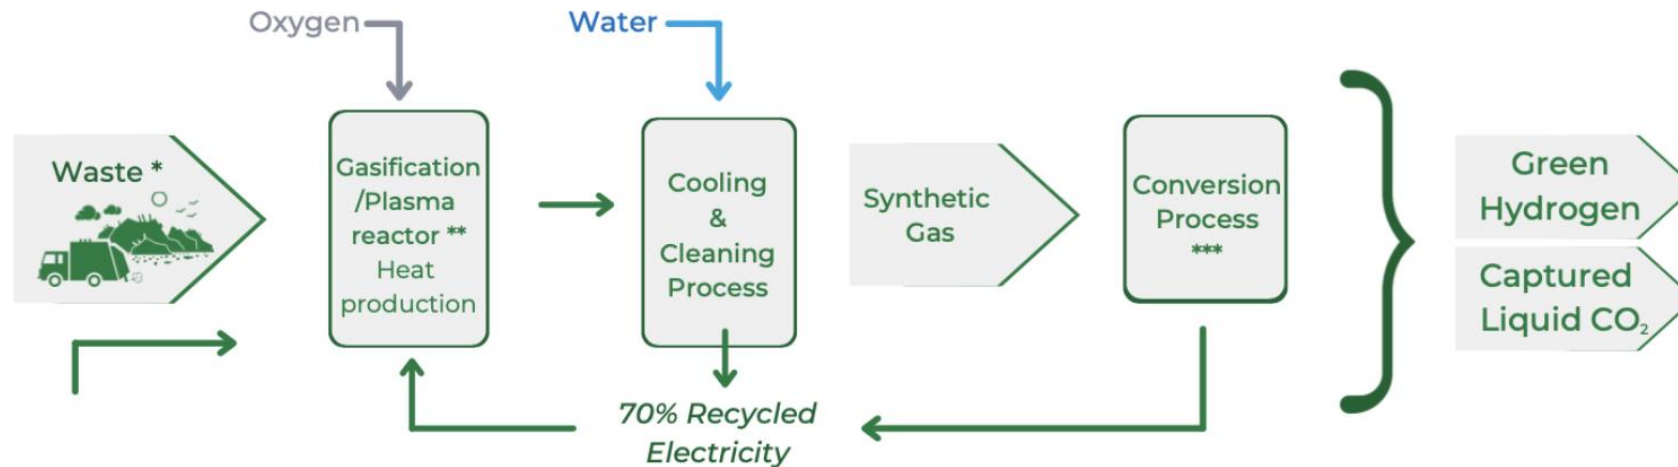 Oxygen
Water
Waste *
Gasification
/Plasma
reactor **
Heat
production
Cooling
&
Cleaning
Process
Synthetic
Gas
Conversion
Process
***
Green
Hydrogen
Captured
Liquid CO₂
70% Recycled
Electricity